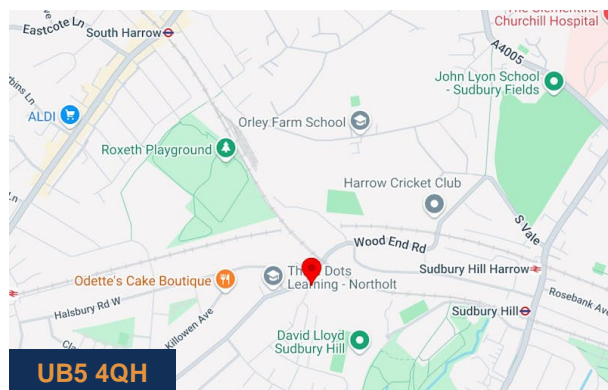 Eastcote Ln
South Harrow
The Clementine
Churchill Hospital
A4005
John Lyon School
- Sudbury Fields
ALDI
Orley Farm School
Roxeth Playground
Harrow Cricket Club
S Vale
Wood End Rd
Odette's Cake Boutique
Dots
Learning - Northolt
Sudbury Hill Harrow
Rosebank Ave
Halsbury Rd W
Killowen Ave
Sudbury Hill
David Lloyd
Sudbury Hill
UB5 4QH